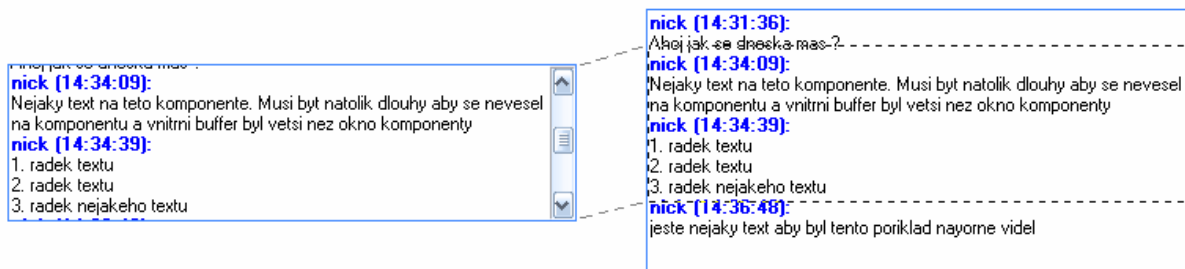 nick (14:34:09):
Nejaky text na teto komponente. Musi byt natolik dlouhy aby se nevesel
na komponentu a vnitrni buffer byl vetsi nez okno komponenty
nick (14:34:39):
1. radek textu
2. radek textu
3. radek nejakeho textu
nick (14:31:36):
Ahoj jak se dneska mas ?
nick (14:34:09):
Nejaky text na teto komponente. Musi byt natolik dlouhy aby se nevesel
na komponentu a vnitrni buffer byl vetsi nez okno komponenty
nick (14:34:39):
1. radek textu
2. radek textu
3. radek nejakeho textu
nick (14:36:48):
jeste nejaky text aby byl tento poriklad nayorne videl